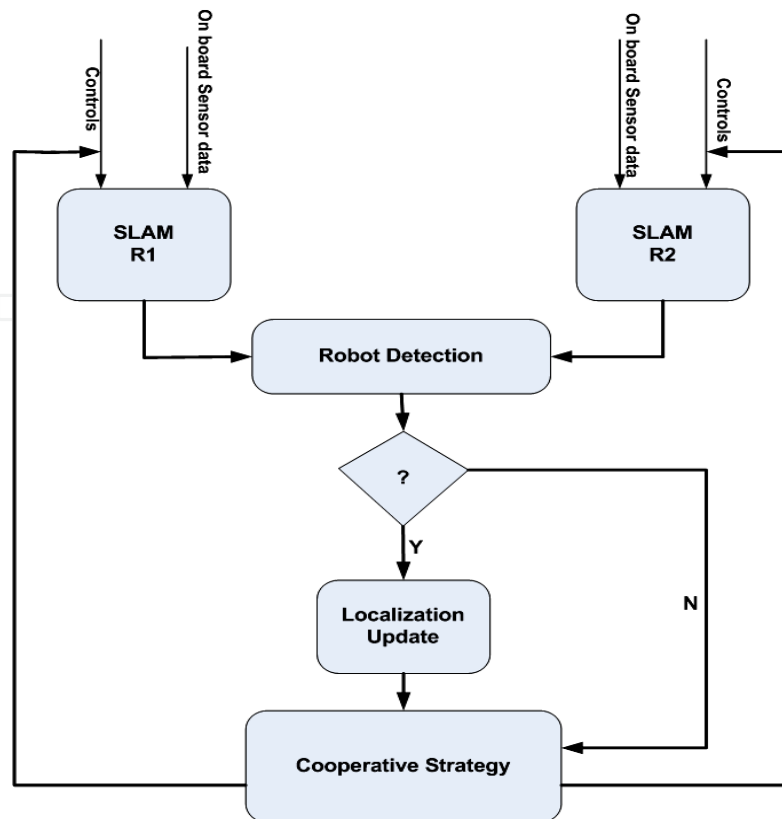 Controls
On board Sensor data
On board Sensor data
Controls
SLAM
R1
SLAM
R2
Robot Detection
?
Y
Localization
Update
N
Cooperative Strategy